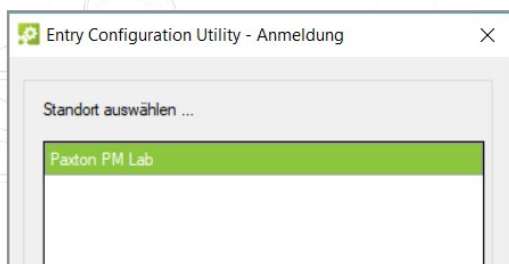 Entry Configuration Utility - Anmeldung
Standort auswählen ...
Paxton PM Lab